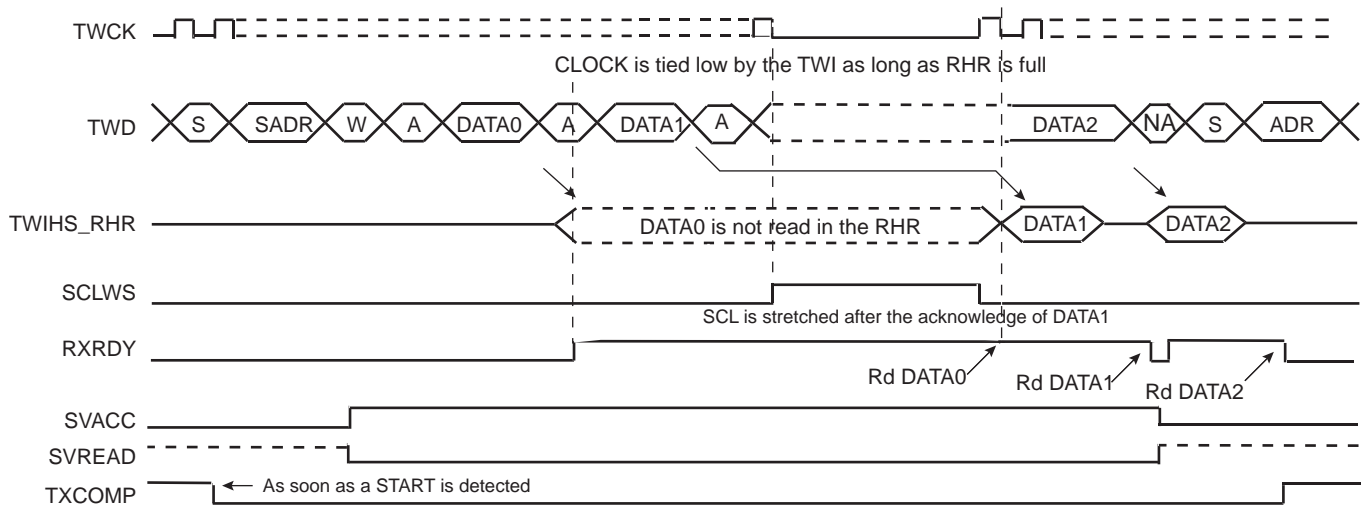 TWCK
CLOCK is tied low by the TWI as long as RHR is full
TWD S SADR W A DATA0 A DATA1 A DATA2 NA S ADR
TWIHS_RHR DATA0 is not read in the RHR DATA1 DATA2
SCLWS
SCL is stretched after the acknowledge of DATA1
RXRDY
Rd DATA0 Rd DATA1 Rd DATA2
SVACC
SVREAD
As soon as a START is detected
TXCOMP